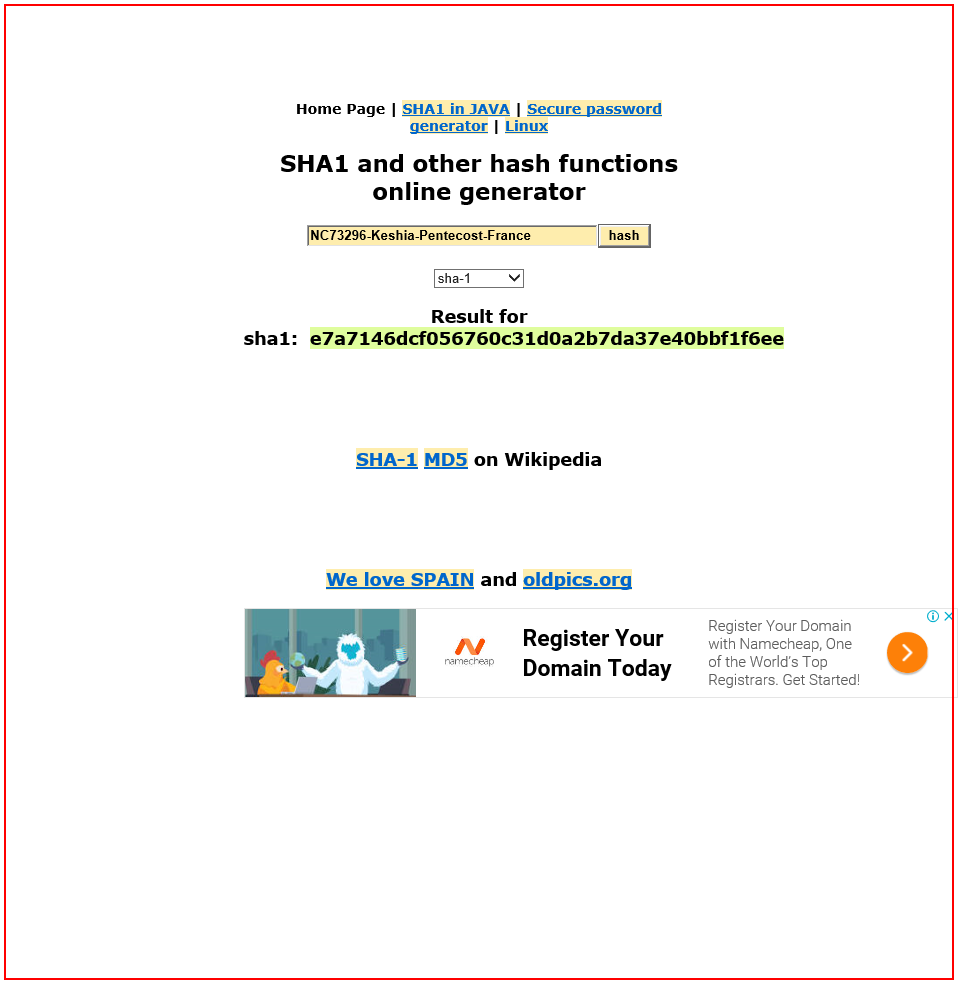 Home Page | SHA1 in JAVA | Secure password
generator | Linux
SHA1 and other hash functions
online generator
NC73296-Keshia-Pentecost-France hash
sha-1
Result for
sha1: e7a7146dcf056760c31d0a2b7da37e40bbf1f6ee
SHA-1 MD5 on Wikipedia
We love SPAIN and oldpics.org
namecheap
Register Your
Domain Today
Register Your Domain
with Namecheap, One
of the World's Top
Registrars. Get Started!